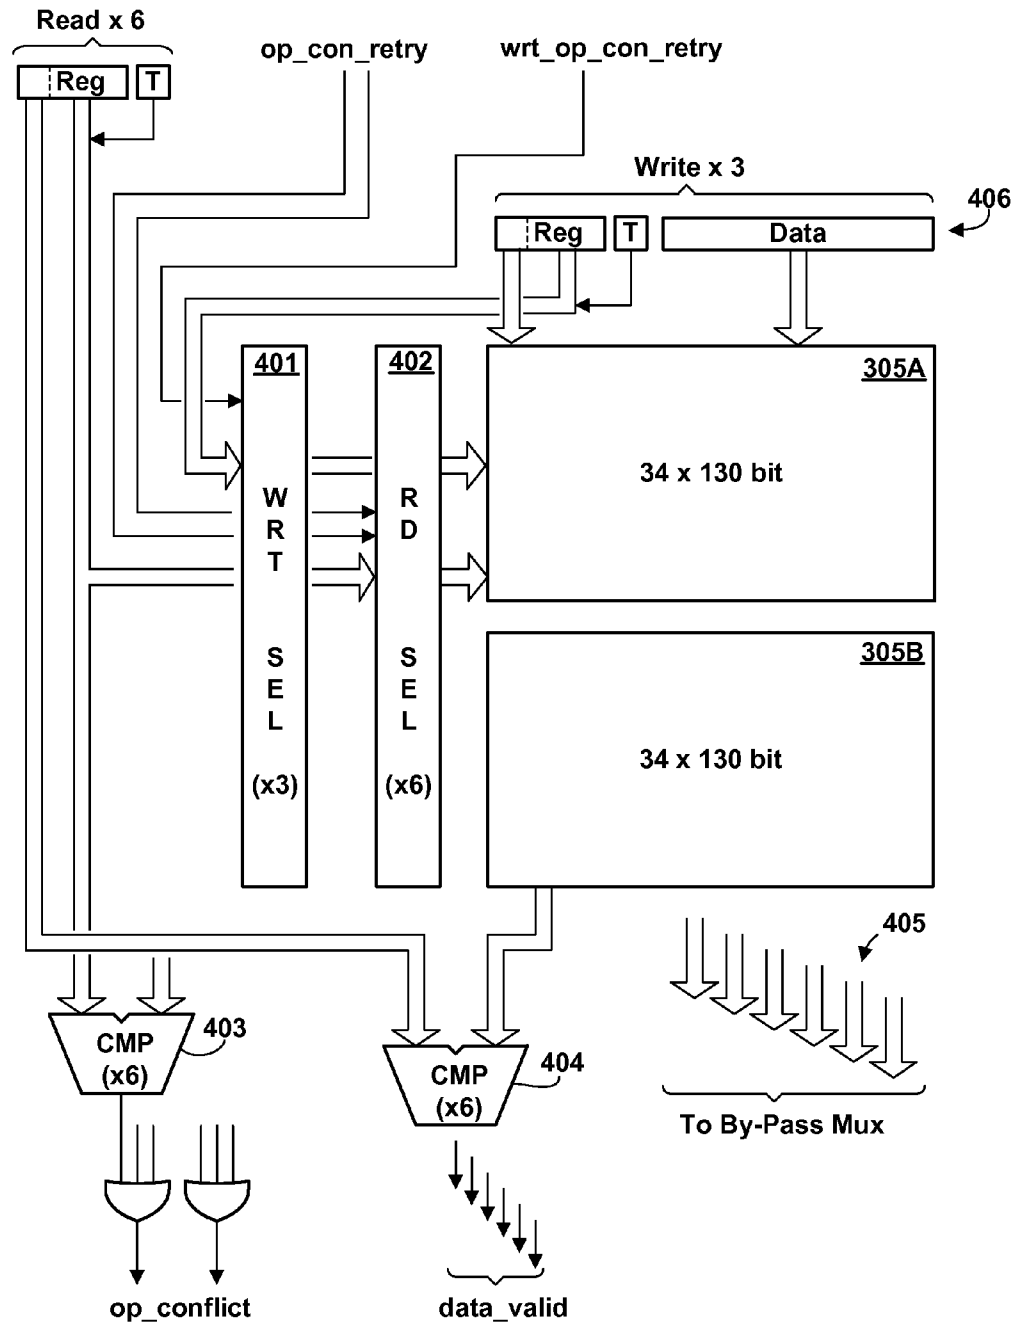 Read x 6
op_con_retry
wrt_op_con_retry
Reg
T
Write x 3
406
Reg
T
Data
401
402
305A
W
R
T
S
E
L
(x3)
R
D
S
E
L
(x6)
34 x 130 bit
305B
34 x 130 bit
405
403
CMP
(x6)
404
CMP
(x6)
To By-Pass Mux
op_conflict
data_valid